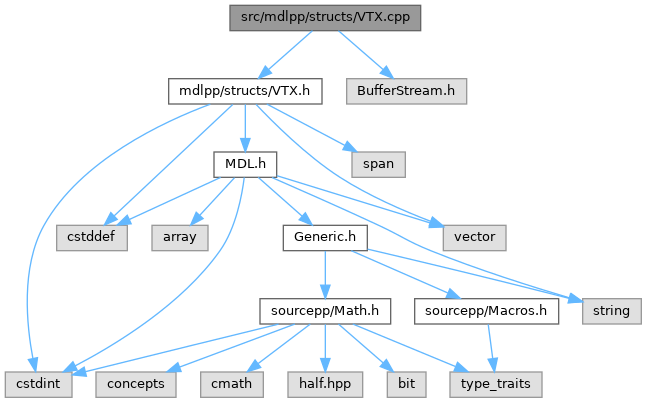 src/mdlpp/structs/VTX.cpp
mdlpp/structs/VTX.h
BufferStream.h
MDL.h
span
cstddef
array
Generic.h
vector
sourcepp/Math.h
sourcepp/Macros.h
string
cstdint
concepts
cmath
half.hpp
bit
type_traits